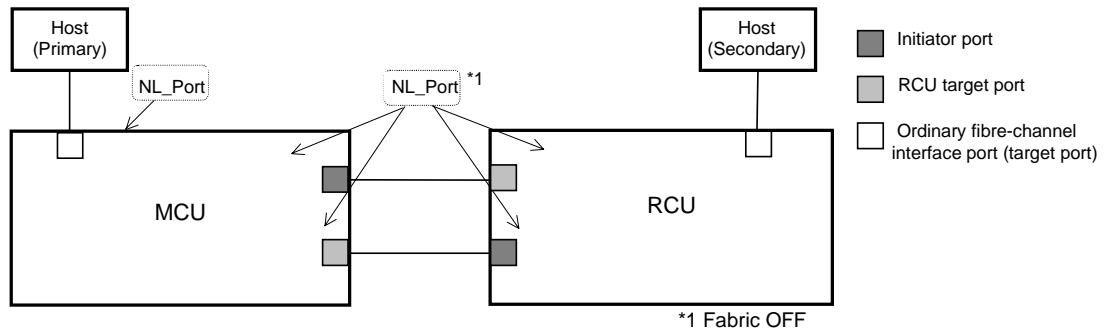 Host
(Primary)
Host
(Secondary)
Initiator port
NL_Port
NL_Port *1
RCU target port
Ordinary fibre-channel
interface port (target port)
MCU
RCU
*1 Fabric OFF